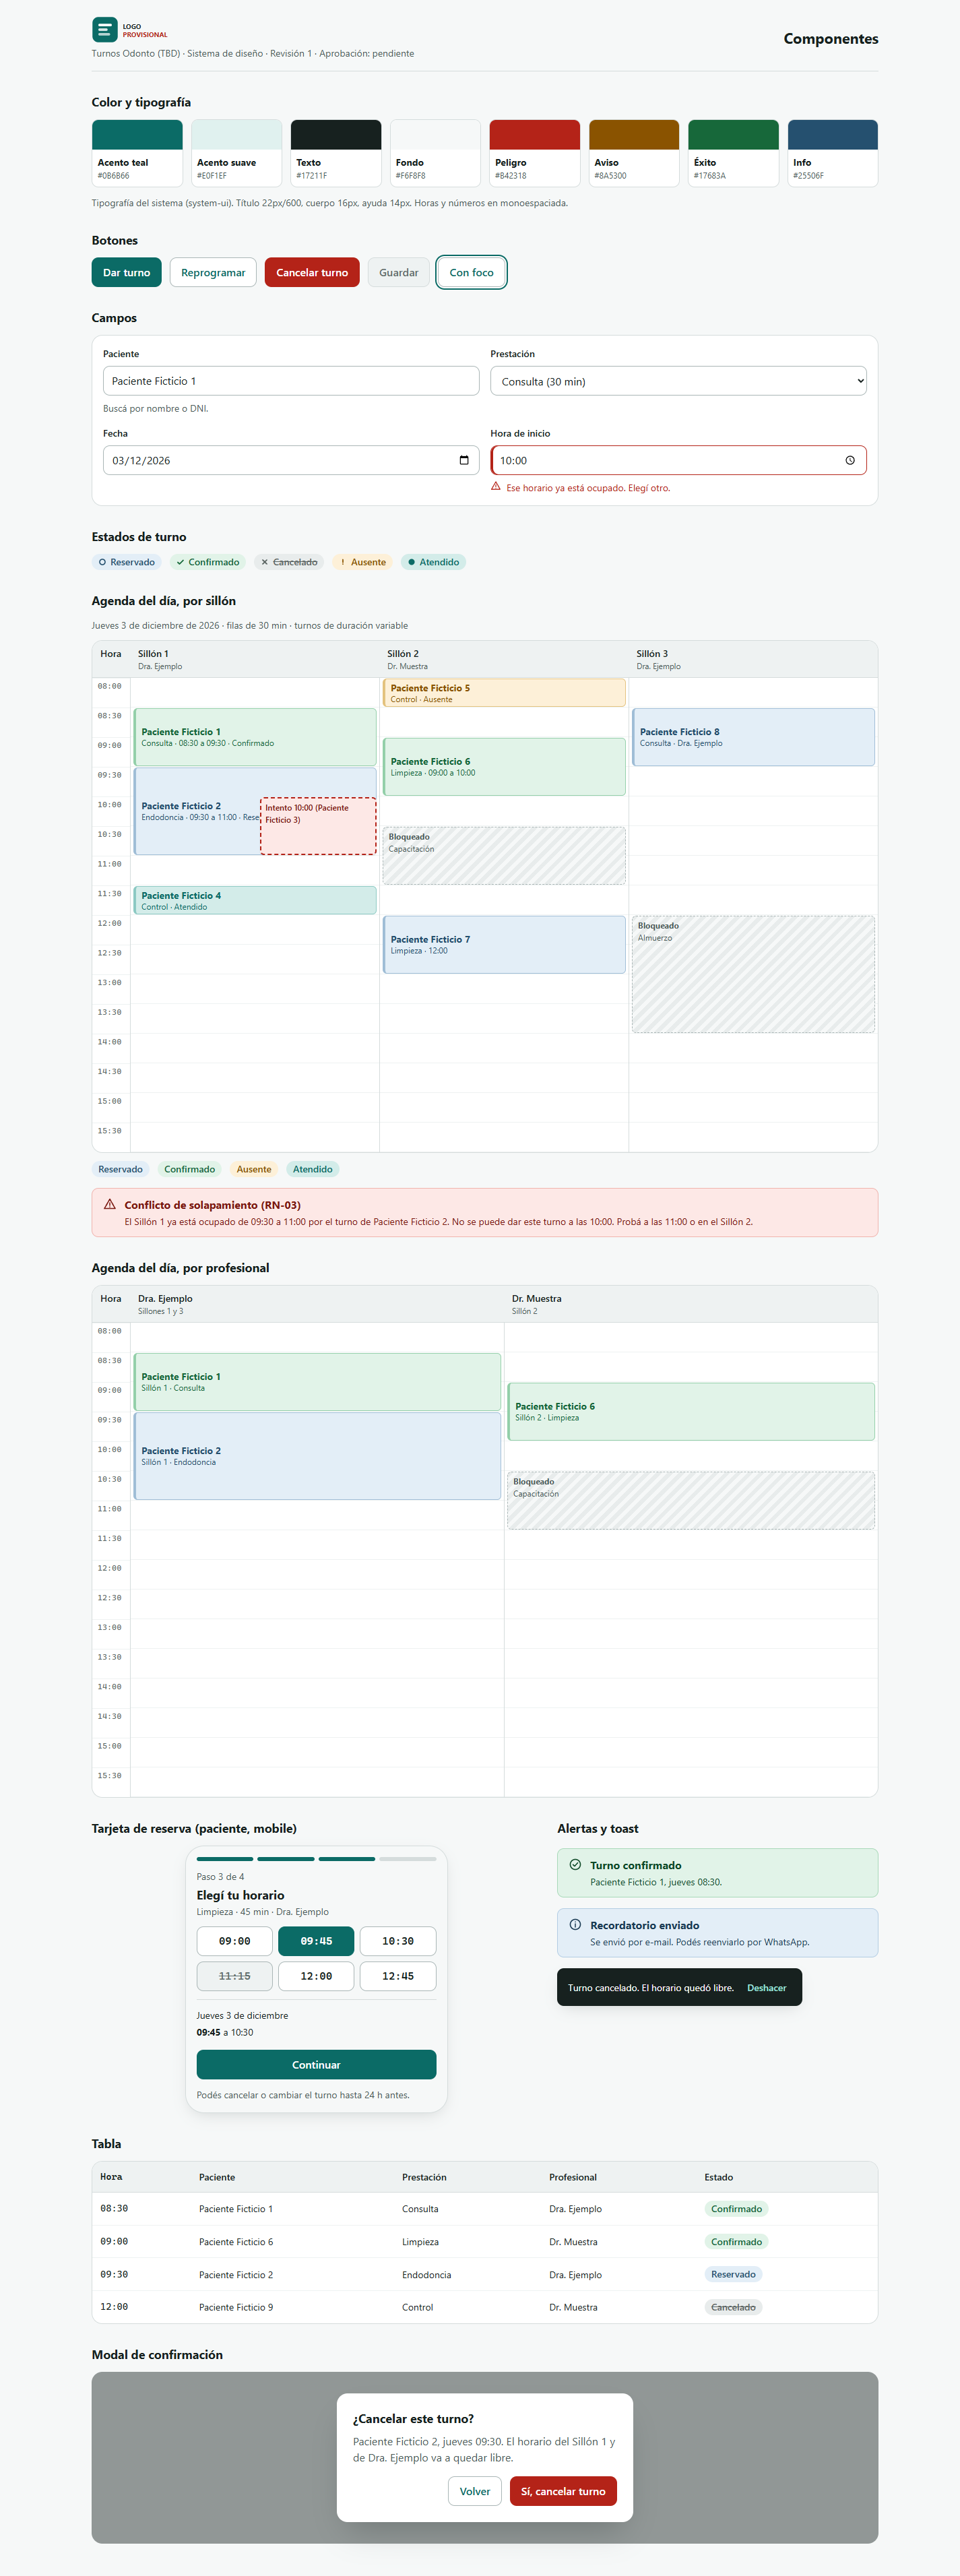 LOGO
PROVISIONAL
Turnos Odonto (TBD) · Sistema de diseño · Revisión 1 · Aprobación: pendiente
Componentes
Color y tipografía
Acento teal
#0B6B66
Acento suave
#E0F1EF
Texto
#17211F
Fondo
#F6F8F8
Peligro
#B42318
Aviso
#8A5300
Éxito
#17683A
Info
#25506F
Tipografía del sistema (system-ui). Título 22px/600, cuerpo 16px, ayuda 14px. Horas y números en monoespaciada.
Botones
Dar turno
Reprogramar
Cancelar turno
Guardar
Con foco
Campos
Paciente
Prestación
Paciente Ficticio 1
Consulta (30 min)
Buscá por nombre o DNI.
Fecha
Hora de inicio
03/12/2026
10:00
Ese horario ya está ocupado. Elegí otro.
Estados de turno
Reservado
Confirmado
Cancelado
Ausente
Atendido
Agenda del día, por sillón
Jueves 3 de diciembre de 2026 · filas de 30 min · turnos de duración variable
Hora
Sillón 1
Dra. Ejemplo
Sillón 2
Dr. Muestra
Sillón 3
Dra. Ejemplo
08:00
08:30
09:00
09:30
10:00
10:30
11:00
11:30
12:00
12:30
13:00
13:30
14:00
14:30
15:00
15:30
Paciente Ficticio 1
Consulta · 08:30 a 09:30 · Confirmado
Paciente Ficticio 2
Endodoncia · 09:30 a 11:00 · Rese
Intento 10:00 (Paciente
Ficticio 3)
Paciente Ficticio 4
Control · Atendido
Paciente Ficticio 5
Control · Ausente
Paciente Ficticio 6
Limpieza · 09:00 a 10:00
Bloqueado
Capacitación
Paciente Ficticio 7
Limpieza · 12:00
Paciente Ficticio 8
Consulta · Dra. Ejemplo
Bloqueado
Almuerzo
Reservado
Confirmado
Ausente
Atendido
Conflicto de solapamiento (RN-03)
El Sillón 1 ya está ocupado de 09:30 a 11:00 por el turno de Paciente Ficticio 2. No se puede dar este turno a las 10:00. Probá a las 11:00 o en el Sillón 2.
Agenda del día, por profesional
Hora
Dra. Ejemplo
Sillones 1 y 3
Dr. Muestra
Sillón 2
08:00
08:30
09:00
09:30
10:00
10:30
11:00
11:30
12:00
12:30
13:00
13:30
14:00
14:30
15:00
15:30
Paciente Ficticio 1
Sillón 1 · Consulta
Paciente Ficticio 2
Sillón 1 · Endodoncia
Paciente Ficticio 6
Sillón 2 · Limpieza
Bloqueado
Capacitación
Tarjeta de reserva (paciente, mobile)
Paso 3 de 4
Elegí tu horario
Limpieza · 45 min · Dra. Ejemplo
09:00
09:45
10:30
11:15
12:00
12:45
Jueves 3 de diciembre
09:45 a 10:30
Continuar
Podés cancelar o cambiar el turno hasta 24 h antes.
Alertas y toast
Turno confirmado
Paciente Ficticio 1, jueves 08:30.
Recordatorio enviado
Se envió por e-mail. Podés reenviarlo por WhatsApp.
Turno cancelado. El horario quedó libre.
Deshacer
Tabla
Hora
Paciente
Prestación
Profesional
Estado
08:30
Paciente Ficticio 1
Consulta
Dra. Ejemplo
Confirmado
09:00
Paciente Ficticio 6
Limpieza
Dr. Muestra
Confirmado
09:30
Paciente Ficticio 2
Endodoncia
Dra. Ejemplo
Reservado
12:00
Paciente Ficticio 9
Control
Dr. Muestra
Cancelado
Modal de confirmación
¿Cancelar este turno?
Paciente Ficticio 2, jueves 09:30. El horario del Sillón 1 y
de Dra. Ejemplo va a quedar libre.
Volver
Sí, cancelar turno